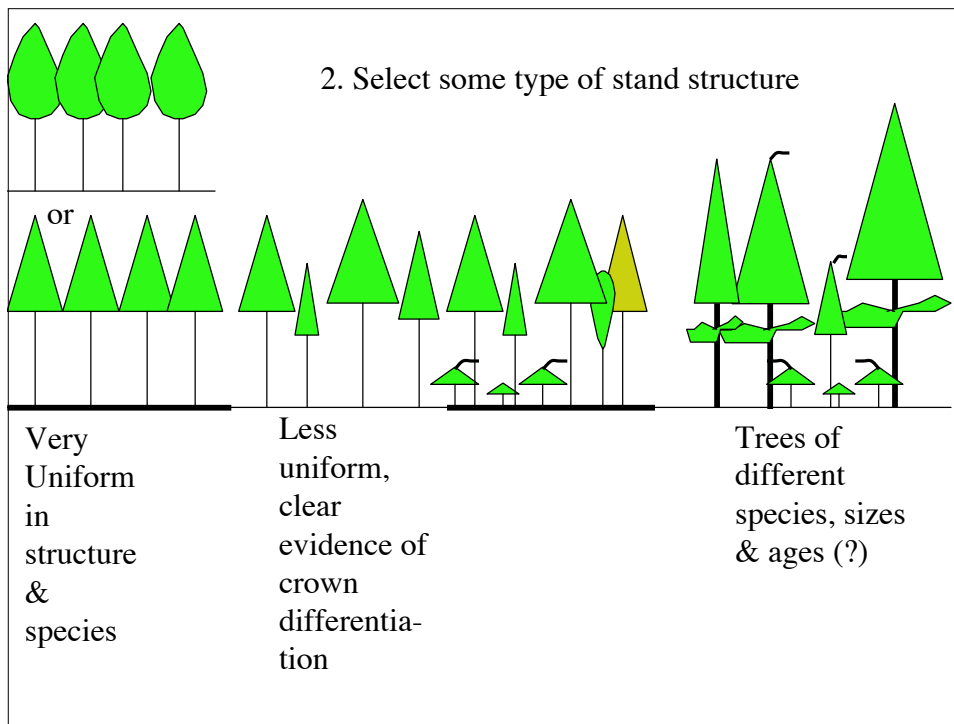 2. Select some type of stand structure
or
Very
Uniform
in
structure
&
species
Less
uniform,
clear
evidence of
crown
differentia-
tion
Trees of
different
species, sizes
& ages (?)